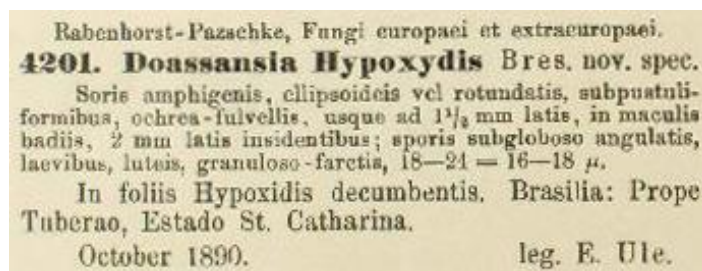 Rabenhorst-Pazschke, Fungi europaei et extraeuropaei.
4201. Doassansia Hypoxydis Bres. nov. spec.
Soris amphigenis, ellipsoideis vel rotundatis, subpustuli-
formibus, ochrea-fulvellis, usque ad 1¹/₂ mm latis, in maculis
badiis, 2 mm latis insidentibus; sporis subgloboso angulatis,
laevibus, luteis, granuloso-farctis, 18—21 = 16—18 μ.
In foliis Hypoxidis decumbentis. Brasilia: Prope
Tuberao, Estado St. Catharina.
October 1890. leg. E. Ule.